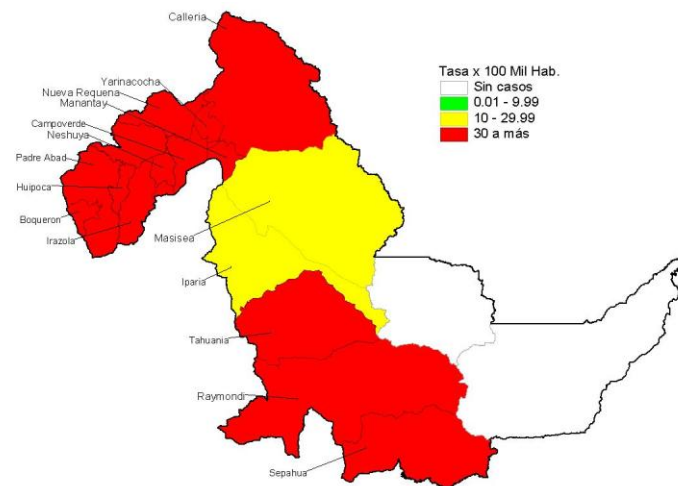 Calleria
Yarinacocha
Nueva Requena
Manantay
Campoverde
Neshuya
Padre Abad
Huipoca
Boqueron
Irazola
Masisea
Iparia
Tahuania
Raymondi
Sepahua
Tasa x 100 Mil Hab.
Sin casos
0.01 - 9.99
10 - 29.99
30 a más